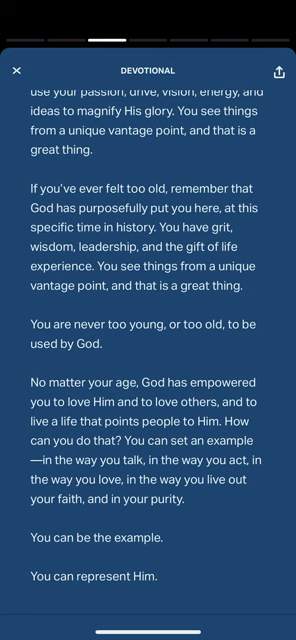 DEVOTIONAL
use your passion, drive, vision, energy, and
ideas to magnify His glory. You see things
from a unique vantage point, and that is a
great thing.
If you’ve ever felt too old, remember that
God has purposefully put you here, at this
specific time in history. You have grit,
wisdom, leadership, and the gift of life
experience. You see things from a unique
vantage point, and that is a great thing.
You are never too young, or too old, to be
used by God.
No matter your age, God has empowered
you to love Him and to love others, and to
live a life that points people to Him. How
can you do that? You can set an example
—in the way you talk, in the way you act, in
the way you love, in the way you live out
your faith, and in your purity.
You can be the example.
You can represent Him.